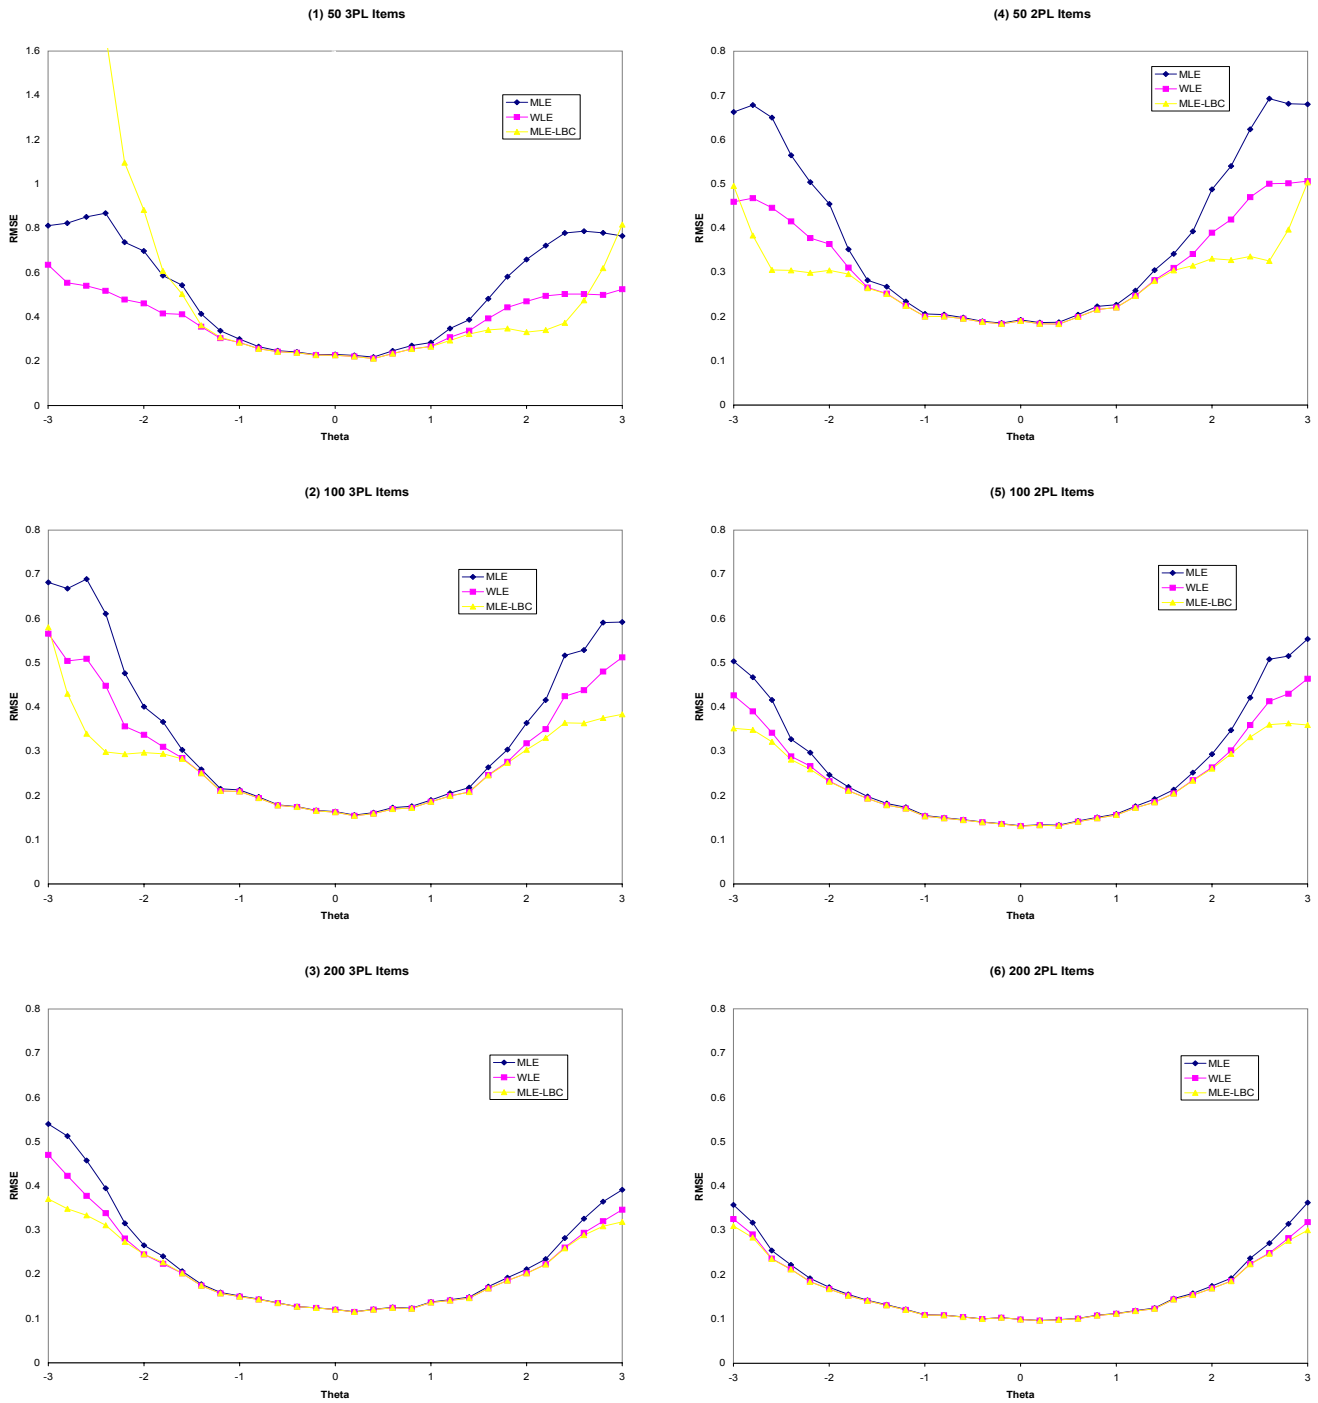 (1) 50 3PL Items
1.6
1.4
1.2
1
0.8
0.6
0.4
0.2
0
RMSE
-3 -2 -1 0 1 2 3
Theta
MLE
WLE
MLE-LBC
(4) 50 2PL Items
0.8
0.7
0.6
0.5
0.4
0.3
0.2
0.1
0
RMSE
-3 -2 -1 0 1 2 3
Theta
MLE
WLE
MLE-LBC
(2) 100 3PL Items
0.8
0.7
0.6
0.5
0.4
0.3
0.2
0.1
0
RMSE
-3 -2 -1 0 1 2 3
Theta
MLE
WLE
MLE-LBC
(5) 100 2PL Items
0.8
0.7
0.6
0.5
0.4
0.3
0.2
0.1
0
RMSE
-3 -2 -1 0 1 2 3
Theta
MLE
WLE
MLE-LBC
(3) 200 3PL Items
0.8
0.7
0.6
0.5
0.4
0.3
0.2
0.1
0
RMSE
-3 -2 -1 0 1 2 3
Theta
MLE
WLE
MLE-LBC
(6) 200 2PL Items
0.8
0.7
0.6
0.5
0.4
0.3
0.2
0.1
0
RMSE
-3 -2 -1 0 1 2 3
Theta
MLE
WLE
MLE-LBC